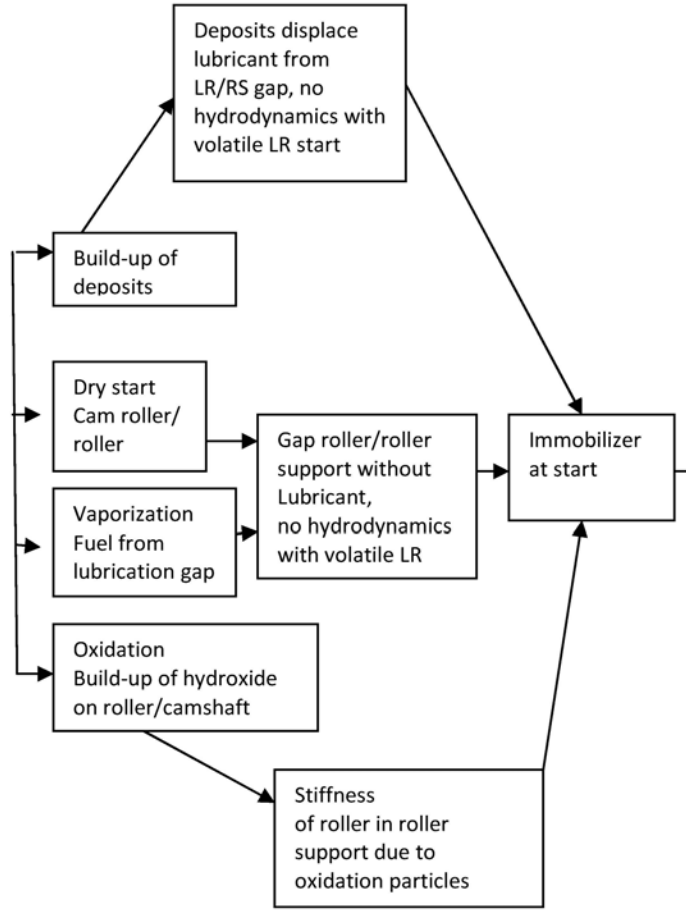 Deposits displace
lubricant from
LR/RS gap, no
hydrodynamics with
volatile LR start
Build-up of
deposits
Dry start
Cam roller/
roller
Gap roller/roller
support without
Lubricant,
no hydrodynamics
with volatile LR
Immobilizer
at start
Vaporization
Fuel from
lubrication gap
Oxidation
Build-up of hydroxide
on roller/camshaft
Stiffness
of roller in roller
support due to
oxidation particles